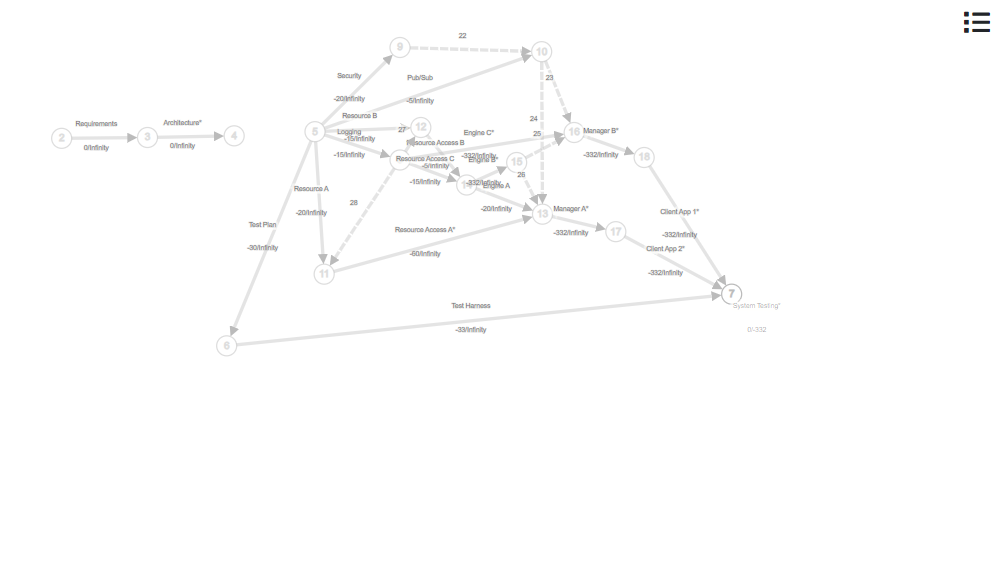 22
9
10
Security
Pub/Sub
23
-20/Infinity
-5/Infinity
Resource B
24
Requirements
Architecture*
5
Logging
-15/Infinity
27
12
Engine C*
25
16
Manager B*
2
3
4
Resource Access B
0/Infinity
0/Infinity
-15/Infinity
Resource Access C
-5/Infinity
-332/Infinity
Engine B*
15
-332/Infinity
18
26
-15/Infinity
14
-332/Infinity
Engine A
Resource A
28
-20/Infinity
-20/Infinity
13
Manager A*
Client App 1*
Test Plan
Resource Access A*
-332/Infinity
17
-332/Infinity
-30/Infinity
-60/Infinity
Client App 2*
11
-332/Infinity
7
Test Harness
System Testing*
6
-33/Infinity
0/-332